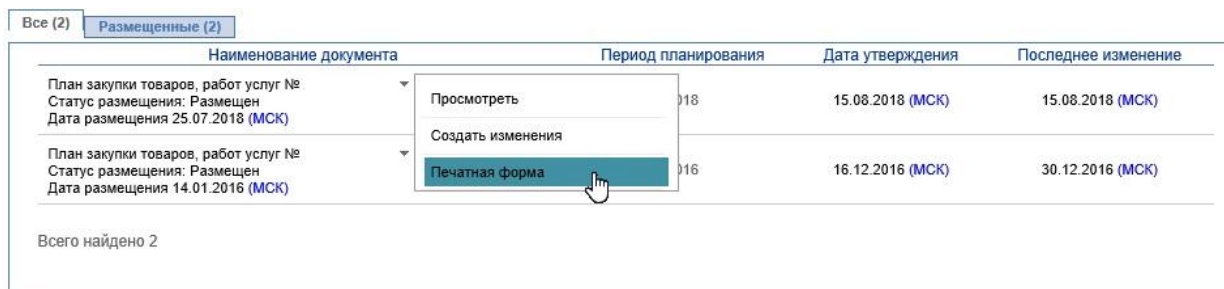 Все (2)
Размещенные (2)
Наименование документа
Период планирования
Дата утверждения
Последнее изменение
План закупки товаров, работ услуг №
Статус размещения: Размещен
Дата размещения 25.07.2018 (МСК)
Просмотреть
Создать изменения
Печатная форма
15.08.2018 (МСК)
15.08.2018 (МСК)
План закупки товаров, работ услуг №
Статус размещения: Размещен
Дата размещения 14.01.2016 (МСК)
16.12.2016 (МСК)
30.12.2016 (МСК)
Всего найдено 2